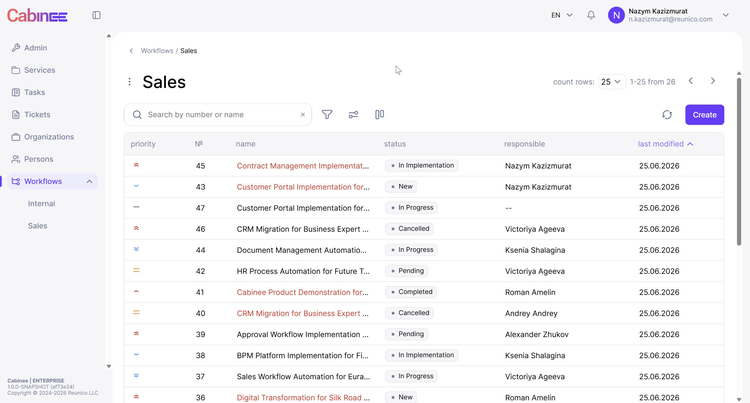 Cabinee
EN
Nazym Kazizmurat
n.kazizmurat@reunico.com
Admin
Services
Tasks
Tickets
Organizations
Persons
Workflows
Internal
Sales
Cabinee | ENTERPRISE
1.0.0-SNAPSHOT (af73e24)
Copyright © 2024-2026 Reunico LLC
Workflows / Sales
Sales
count rows: 25 1-25 from 26
Search by number or name
Create
priority № name status responsible last modified
45 Contract Management Implementat... In Implementation Nazym Kazizmurat 25.06.2026
43 Customer Portal Implementation for... New Nazym Kazizmurat 25.06.2026
47 Customer Portal Implementation for... In Progress -- 25.06.2026
46 CRM Migration for Business Expert ... Cancelled Victoriya Ageeva 25.06.2026
44 Document Management Automatio... In Progress Ksenia Shalagina 25.06.2026
42 HR Process Automation for Future T... Pending Victoriya Ageeva 25.06.2026
41 Cabinee Product Demonstration for... Completed Roman Amelin 25.06.2026
40 CRM Migration for Business Expert ... Cancelled Andrey Andrey 25.06.2026
39 Approval Workflow Implementation ... Pending Alexander Zhukov 25.06.2026
38 BPM Platform Implementation for Fi... In Implementation Ksenia Shalagina 25.06.2026
37 Sales Workflow Automation for Eura... In Progress Victoriya Ageeva 25.06.2026
36 Digital Transformation for Silk Road ... New Roman Amelin 25.06.2026